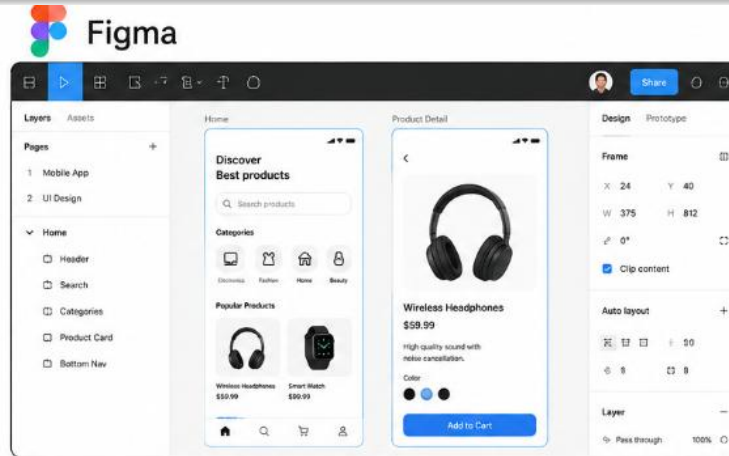 Figma
Share
Layers Assets
Pages +
1 Mobile App
2 UI Design
Home
Header
Search
Categories
Product Card
Bottom Nav
Home
Discover
Best products
Search products
Categories
Electronics Fashion Home Beauty
Popular Products
Wireless Headphones Smart Watch
$59.99 $99.99
Product Detail
Wireless Headphones
$59.99
High quality sound with
noise cancellation.
Color
Add to Cart
Design Prototype
Frame
X 24 Y 40
W 375 H 812
0°
Clip content
Auto layout +
8 8
Layer −
Pass through 100%